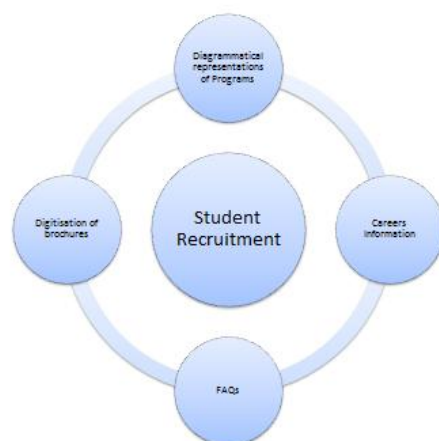 Diagrammatical
representations
of Programs
Digitisation of
brochures
Student
Recruitment
Careers
Information
FAQs